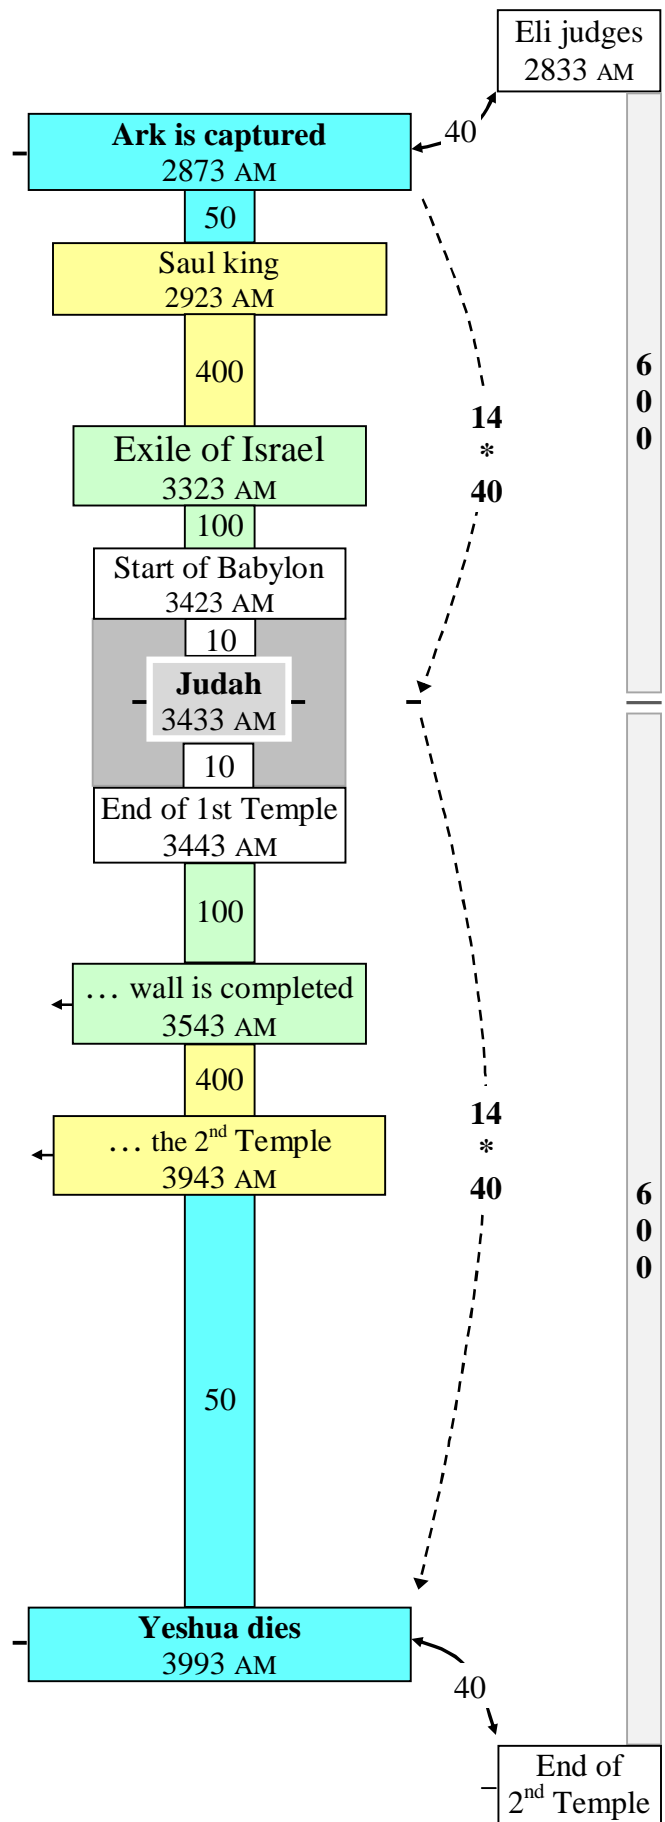 Eli judges
2833 AM
40
Ark is captured
2873 AM
50
Saul king
2923 AM
400
6
0
0
14
*
40
Exile of Israel
3323 AM
100
Start of Babylon
3423 AM
10
Judah
3433 AM
10
End of 1st Temple
3443 AM
100
… wall is completed
3543 AM
400
14
*
40
… the 2nd Temple
3943 AM
6
0
0
50
Yeshua dies
3993 AM
40
End of
2nd Temple